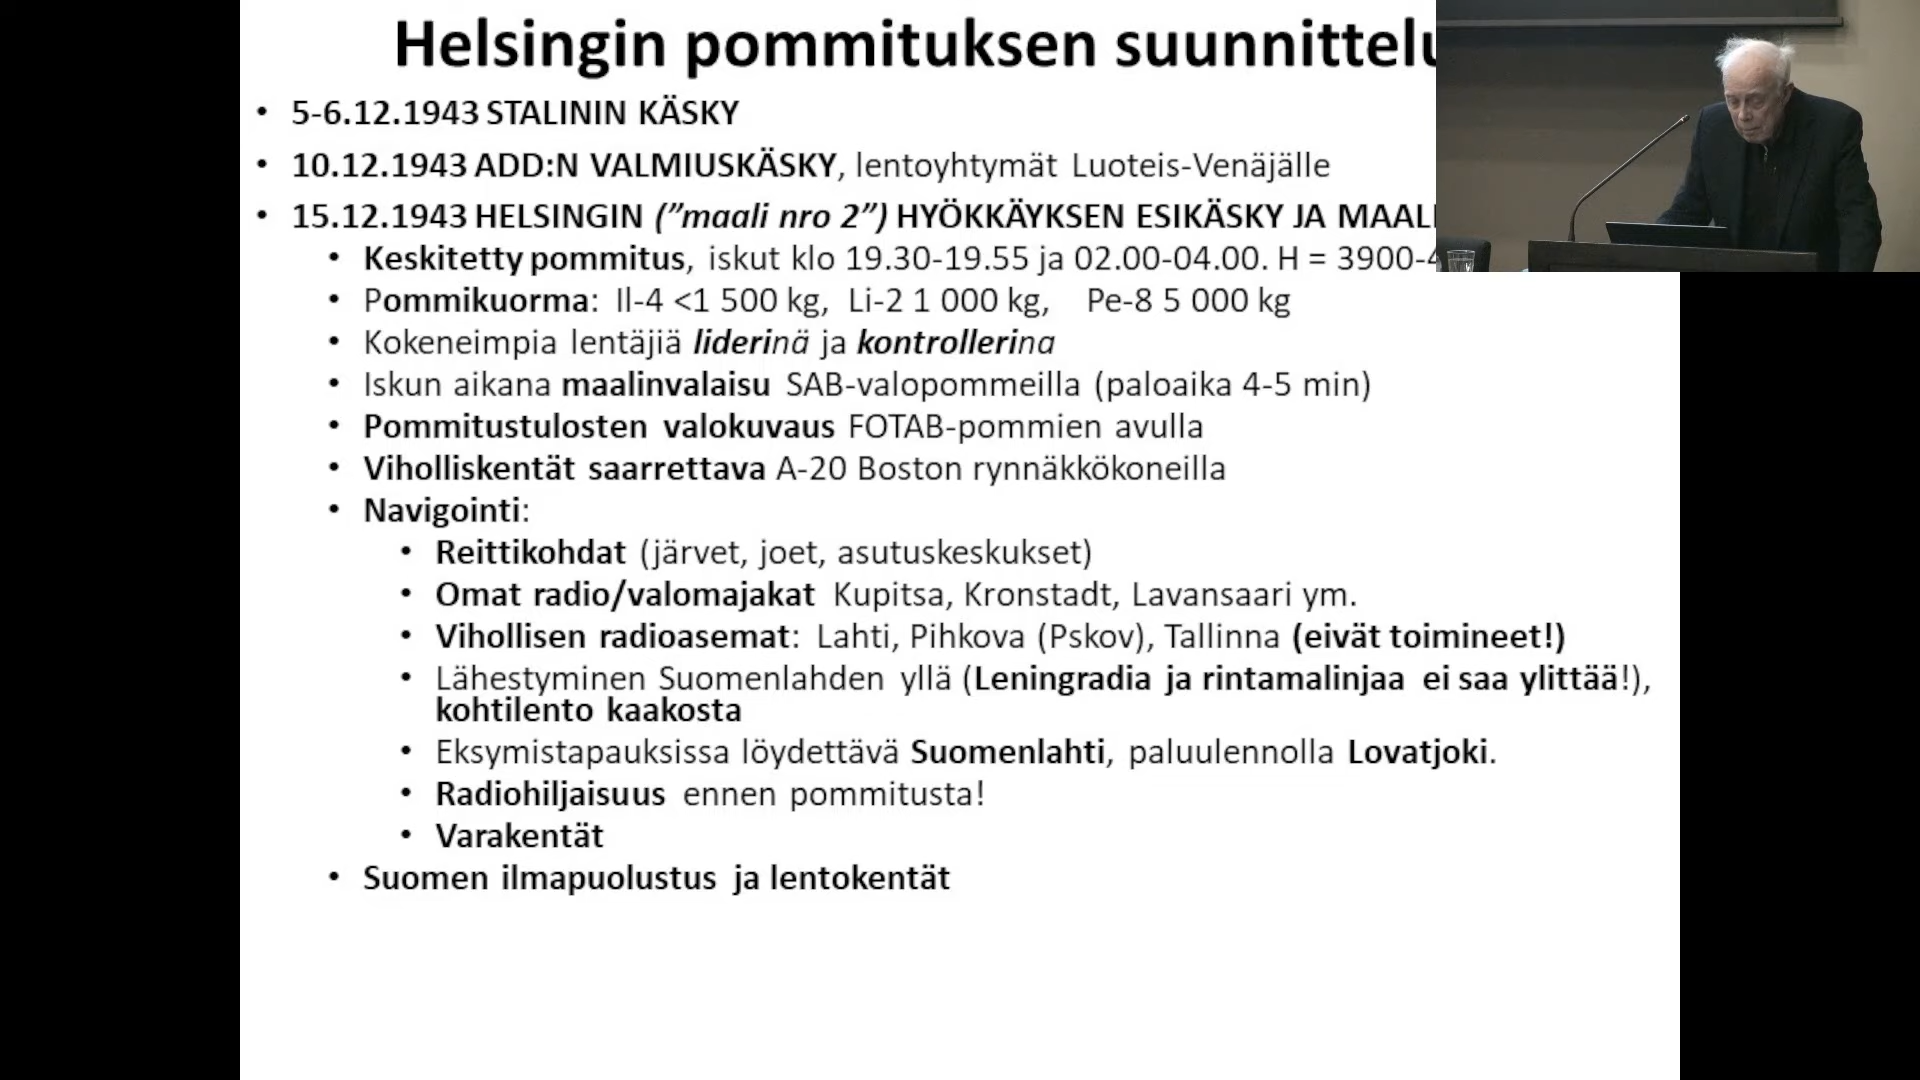 Helsingin pommituksen suunnittelu
• 5-6.12.1943 STALININ KÄSKY
• 10.12.1943 ADD:N VALMIUSKÄSKY, lentoyhtymät Luoteis-Venäjälle
• 15.12.1943 HELSINGIN (”maali nro 2”) HYÖKKÄYKSEN ESIKÄSKY JA
• Keskitetty pommitus, iskut klo 19.30-19.55 ja 02.00-04.00. H = 3900-
• Pommikuorma: Il-4 <1 500 kg, Li-2 1 000 kg, Pe-8 5 000 kg
• Kokeneimpia lentäjiä liderinä ja kontrollerina
• Iskun aikana maalinvalaisu SAB-valopommeilla (paloaika 4-5 min)
• Pommitustulosten valokuvaus FOTAB-pommien avulla
• Viholliskentät saarrettava A-20 Boston rynnäkkökoneilla
• Navigointi:
• Reittikohdat (järvet, joet, asutuskeskukset)
• Omat radio/valomajakat Kupitsa, Kronstadt, Lavansaari ym.
• Vihollisen radioasemat: Lahti, Pihkova (Pskov), Tallinna (eivät toimineet!)
• Lähestyminen Suomenlahden yllä (Leningradia ja rintamalinjaa ei saa ylittää!),
kohtilento kaakosta
• Eksymistapauksissa löydettävä Suomenlahti, paluulennolla Lovatjoki.
• Radiohiljaisuus ennen pommitusta!
• Varakentät
• Suomen ilmapuolustus ja lentokentät